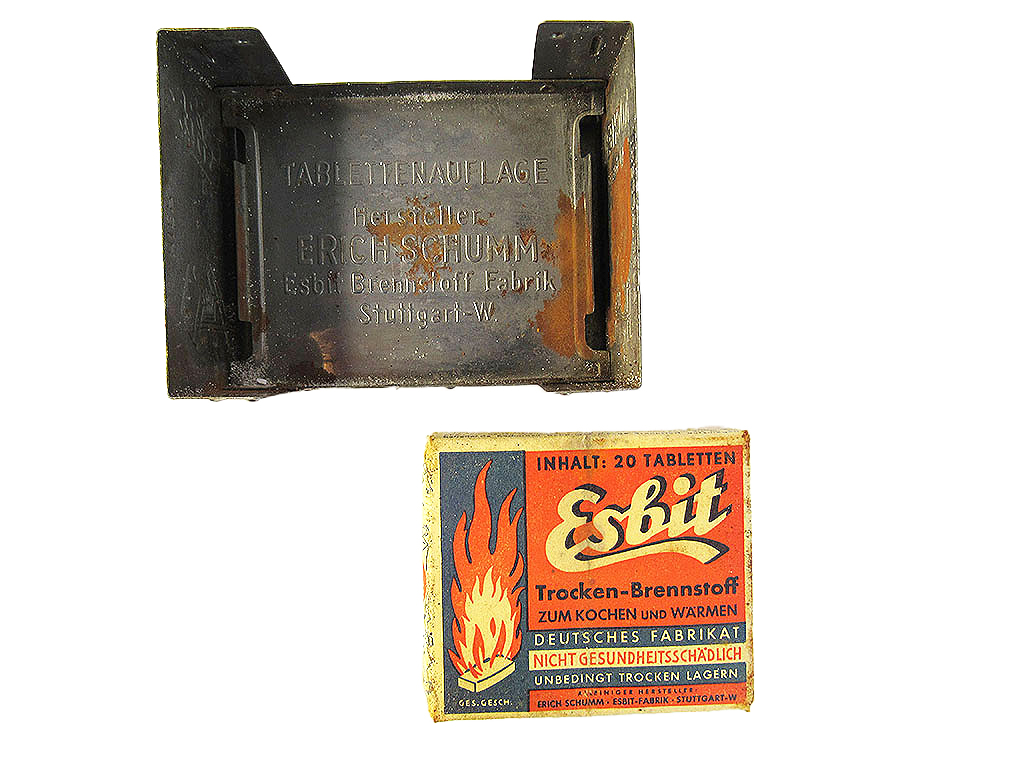 TABLETTENAUFLAGE
Hersteller
ERICH SCHUMM
Esbit Brennstoff Fabrik
Stuttgart-W.
INHALT: 20 TABLETTEN
Esbit
Trocken-Brennstoff
ZUM KOCHEN UND WÄRMEN
DEUTSCHES FABRIKAT
NICHT GESUNDHEITSSCHÄDLICH
UNBEDINGT TROCKEN LAGERN
ALLEINIGER HERSTELLER:
ERICH SCHUMM · ESBIT-FABRIK · STUTTGART-W
GES. GESCH.